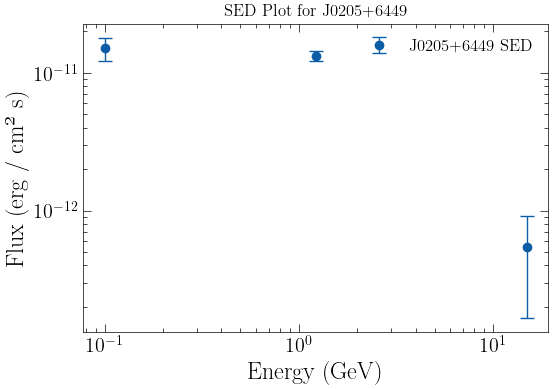 SED Plot for J0205+6449
J0205+6449 SED
Flux (erg / cm² s)
10⁻¹¹
10⁻¹²
10⁻¹
10⁰
10¹
Energy (GeV)